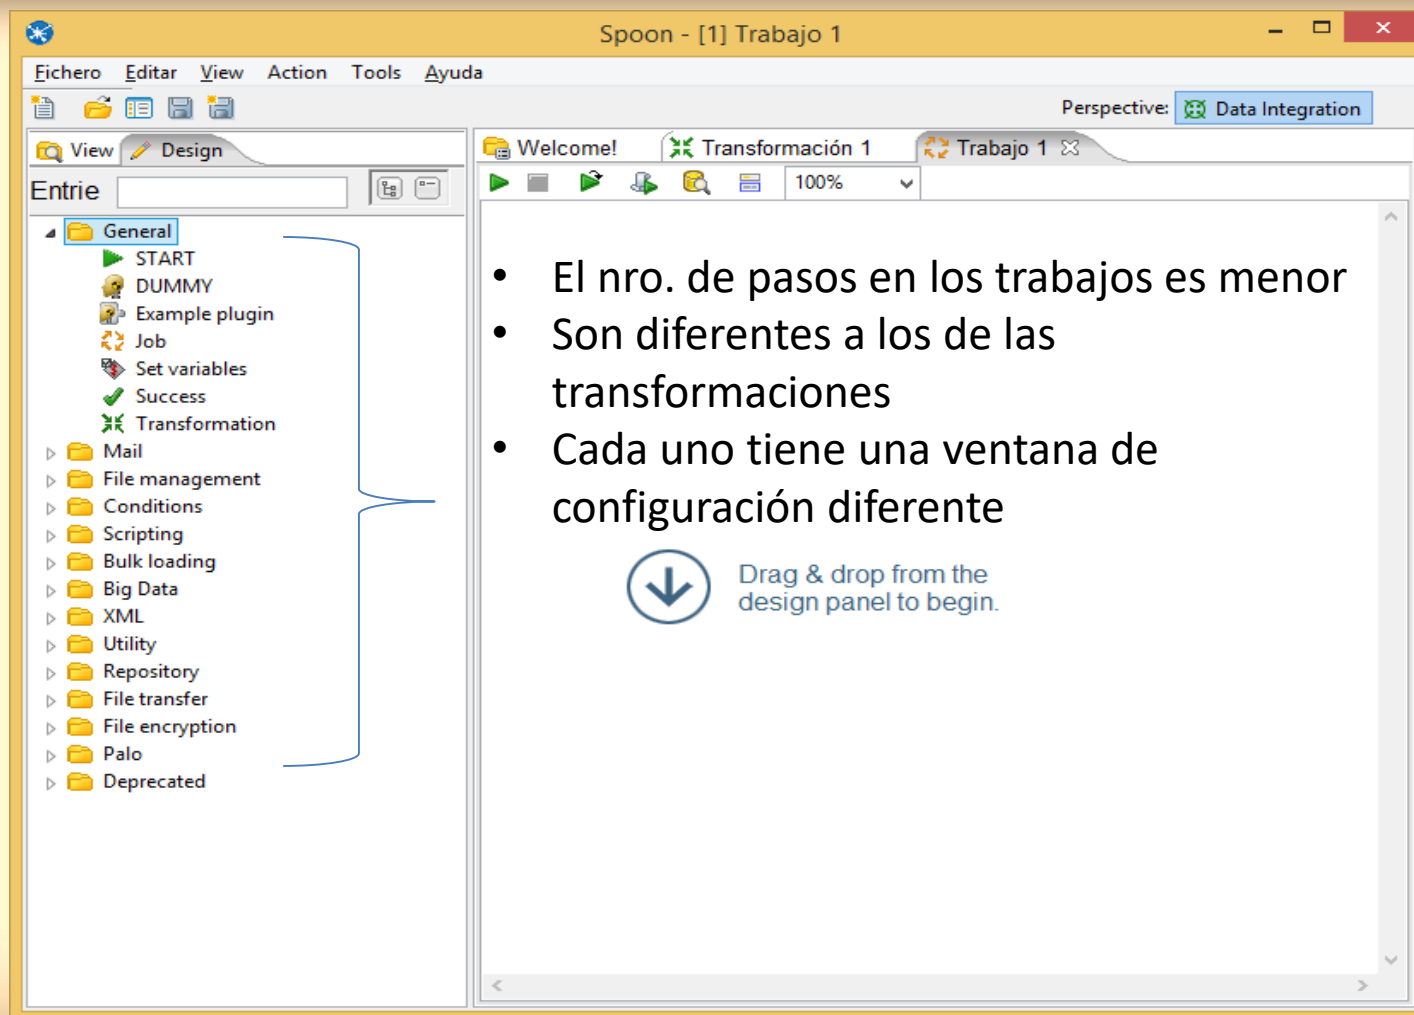 Spoon - [1] Trabajo 1
Fichero Editar View Action Tools Ayuda
Perspective: Data Integration
View Design
Welcome! Transformación 1 Trabajo 1
Entrie
100%
General
START
DUMMY
Example plugin
Job
Set variables
Success
Transformation
Mail
File management
Conditions
Scripting
Bulk loading
Big Data
XML
Utility
Repository
File transfer
File encryption
Palo
Deprecated
• El nro. de pasos en los trabajos es menor
• Son diferentes a los de las
transformaciones
• Cada uno tiene una ventana de
configuración diferente
Drag & drop from the
design panel to begin.